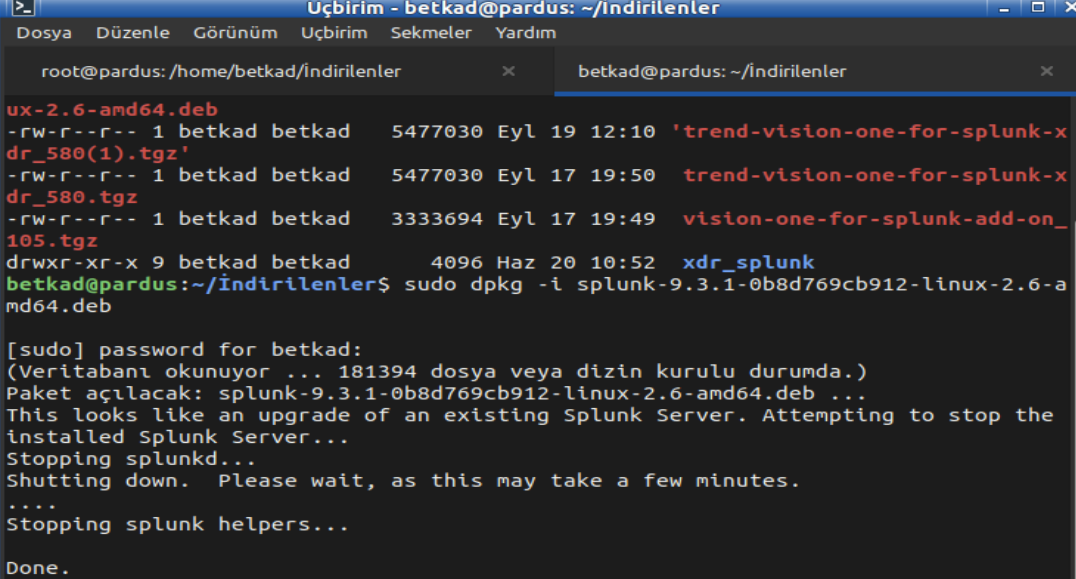 Uçbirim - betkad@pardus: ~/İndirilenler
Dosya Düzenle Görünüm Uçbirim Sekmeler Yardım
root@pardus: /home/betkad/İndirilenler × betkad@pardus: ~/İndirilenler ×
ux-2.6-amd64.deb
-rw-r--r-- 1 betkad betkad 5477030 Eyl 19 12:10 'trend-vision-one-for-splunk-x
dr_580(1).tgz'
-rw-r--r-- 1 betkad betkad 5477030 Eyl 17 19:50 trend-vision-one-for-splunk-x
dr_580.tgz
-rw-r--r-- 1 betkad betkad 3333694 Eyl 17 19:49 vision-one-for-splunk-add-on_
105.tgz
drwxr-xr-x 9 betkad betkad 4096 Haz 20 10:52 xdr_splunk
betkad@pardus:~/İndirilenler$ sudo dpkg -i splunk-9.3.1-0b8d769cb912-linux-2.6-a
md64.deb
[sudo] password for betkad:
(Veritabanı okunuyor ... 181394 dosya veya dizin kurulu durumda.)
Paket açılacak: splunk-9.3.1-0b8d769cb912-linux-2.6-amd64.deb ...
This looks like an upgrade of an existing Splunk Server. Attempting to stop the
installed Splunk Server...
Stopping splunkd...
Shutting down.  Please wait, as this may take a few minutes.
....
Stopping splunk helpers...
Done.